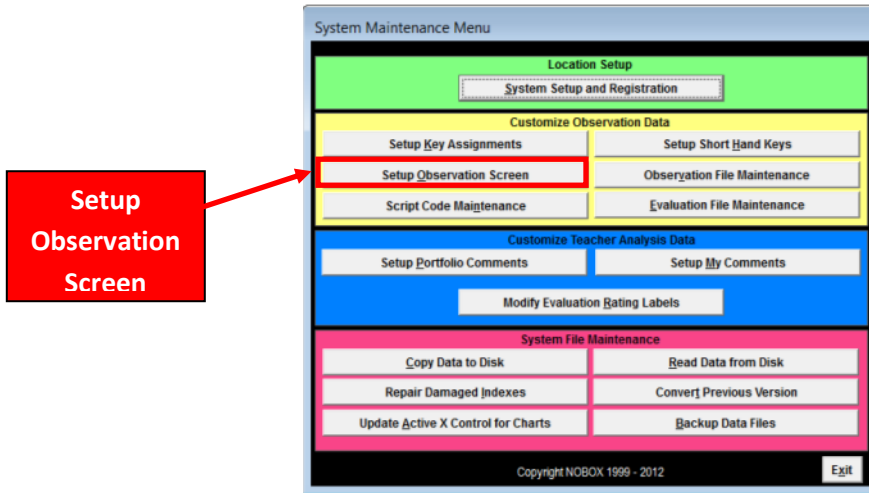 System Maintenance Menu
Location Setup
System Setup and Registration
Customize Observation Data
Setup Key Assignments
Setup Short Hand Keys
Setup Observation Screen
Observation File Maintenance
Script Code Maintenance
Evaluation File Maintenance
Setup
Observation
Screen
Customize Teacher Analysis Data
Setup Portfolio Comments
Setup My Comments
Modify Evaluation Rating Labels
System File Maintenance
Copy Data to Disk
Read Data from Disk
Repair Damaged Indexes
Convert Previous Version
Update Active X Control for Charts
Backup Data Files
Copyright NOBOX 1999 - 2012
Exit